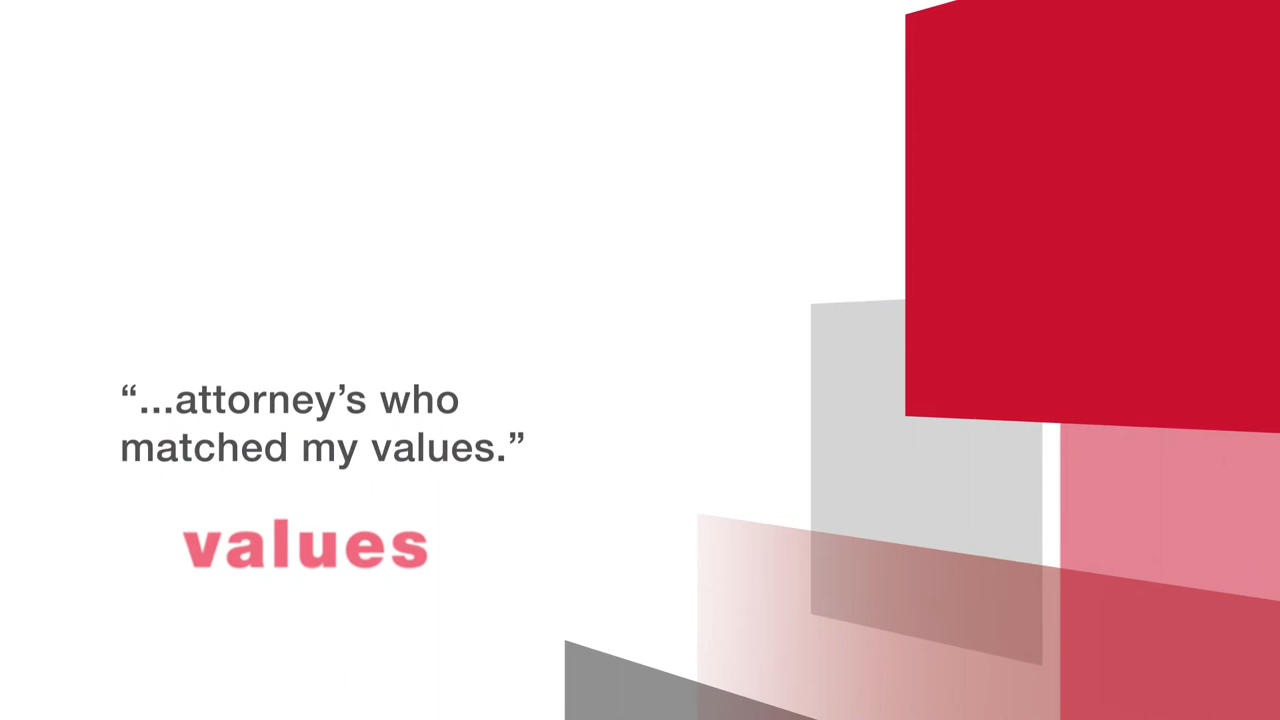 “...attorney’s who
matched my values.”
values